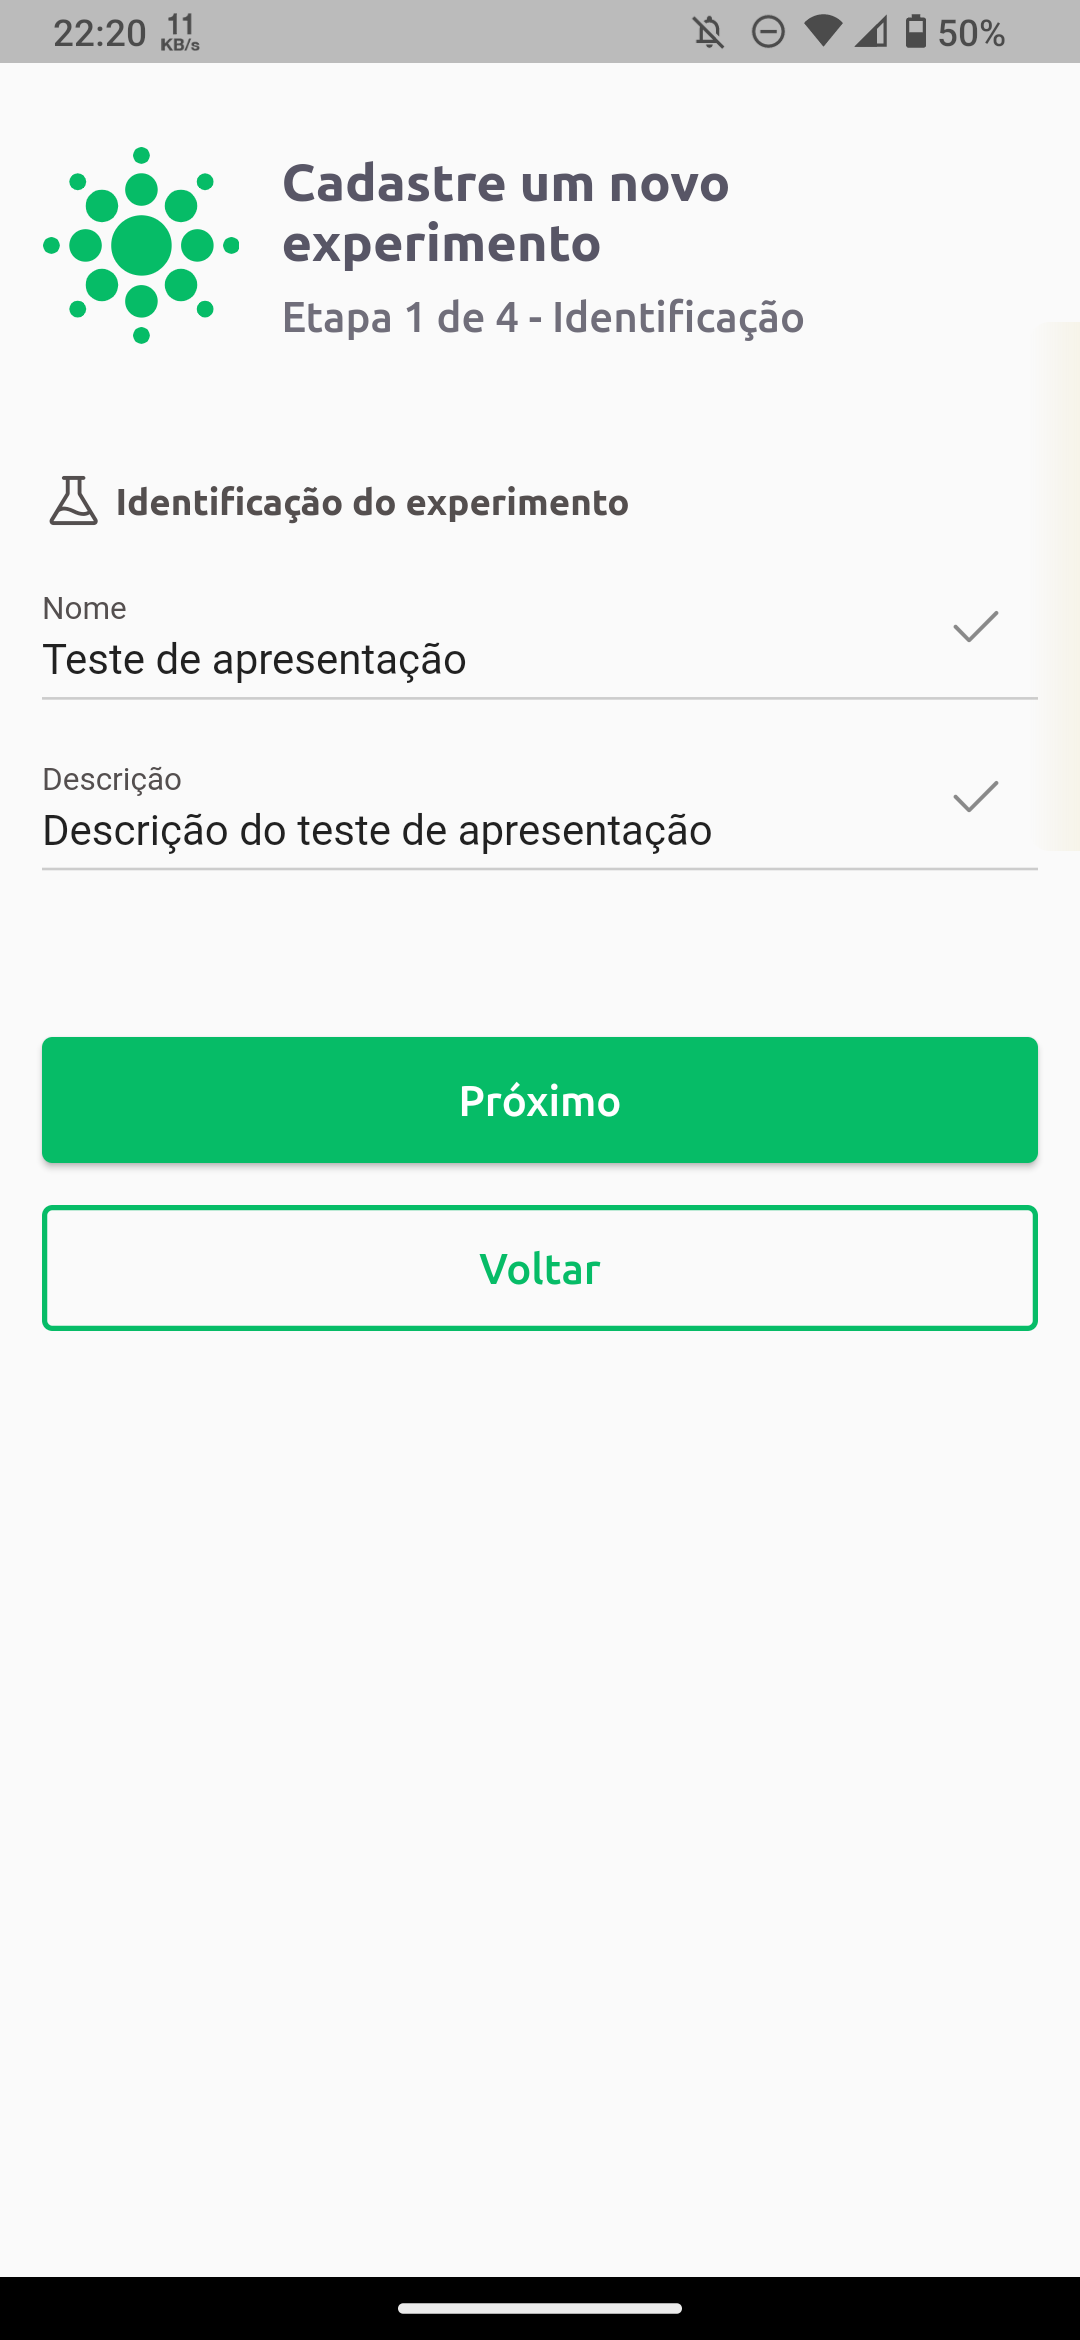 22:20 11 KB/s 50%
Cadastre um novo
experimento
Etapa 1 de 4 - Identificação
Identificação do experimento
Nome
Teste de apresentação
Descrição
Descrição do teste de apresentação
Próximo
Voltar